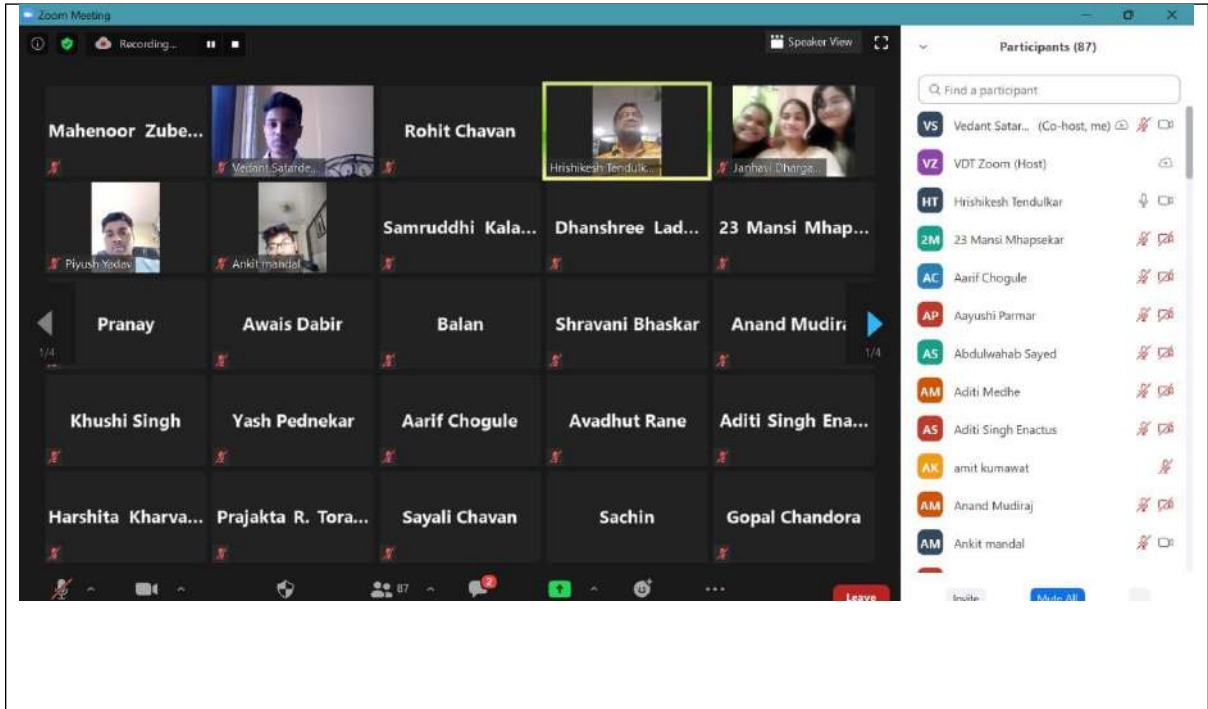 Zoom Meeting
Recording...
Speaker View
Mahenoor Zube...
Vedant Satarde...
Rohit Chavan
Hrishikesh Tendulk...
Janhavi Dharga...
Piyush Yadav
Ankit mandal
Samruddhi Kala...
Dhanshree Lad...
23 Mansi Mhap...
Pranay
Awais Dabir
Balan
Shravani Bhaskar
Anand Mudira
1/4
1/4
Khushi Singh
Yash Pednekar
Aarif Chogule
Avadhut Rane
Aditi Singh Ena...
Harshita Kharva...
Prajakta R. Tora...
Sayali Chavan
Sachin
Gopal Chandora
87
2
Leave
Participants (87)
Find a participant
VS Vedant Satar... (Co-host, me)
VZ VDT Zoom (Host)
HT Hrishikesh Tendulkar
2M 23 Mansi Mhapsekar
AC Aarif Chogule
AP Aayushi Parmar
AS Abdulwahab Sayed
AM Aditi Medhe
AS Aditi Singh Enactus
AK amit kumawat
AM Anand Mudiraj
AM Ankit mandal
Invite
Mute All
...